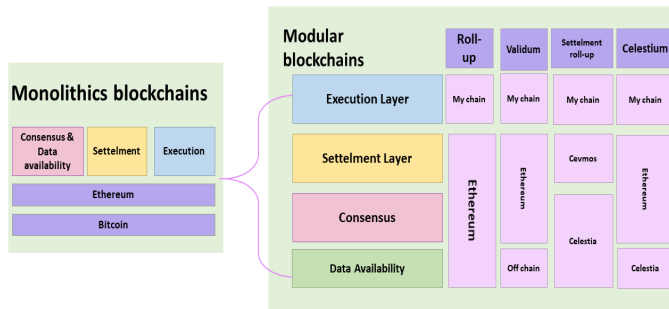 Monolithics blockchains
Consensus &
Data
availability
Settelment
Execution
Ethereum
Bitcoin
Modular
blockchains
Roll-
up
Validum
Settelment
roll-up
Celestium
Execution Layer
My chain
My chain
My chain
My chain
Settelment Layer
Ethereum
Ethereum
Cevmos
Ethereum
Consensus
Celestia
Data Availability
Off chain
Celestia